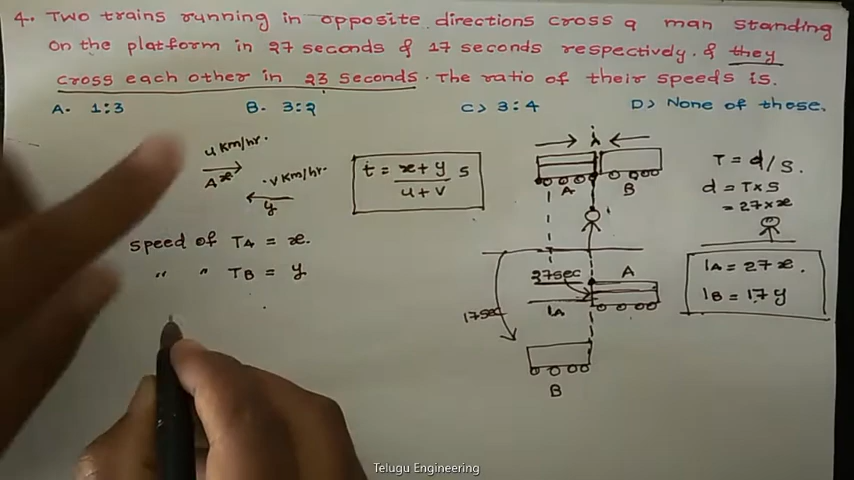 4. Two trains running in opposite directions cross a man standing
on the platform in 27 seconds & 17 seconds respectively. & they
cross each other in 23 seconds. The ratio of their speeds is.
A. 1:3 B. 3:2 C> 3:4 D> None of these.
u km/hr.
A x
v km/hr.
y
t = x+y / u+v s
A B
T = d/s.
d = T×s
= 27×x
speed of TA = x.
" " TB = y
27sec A
lA
17sec
B
lA = 27x.
lB = 17y
Telugu Engineering